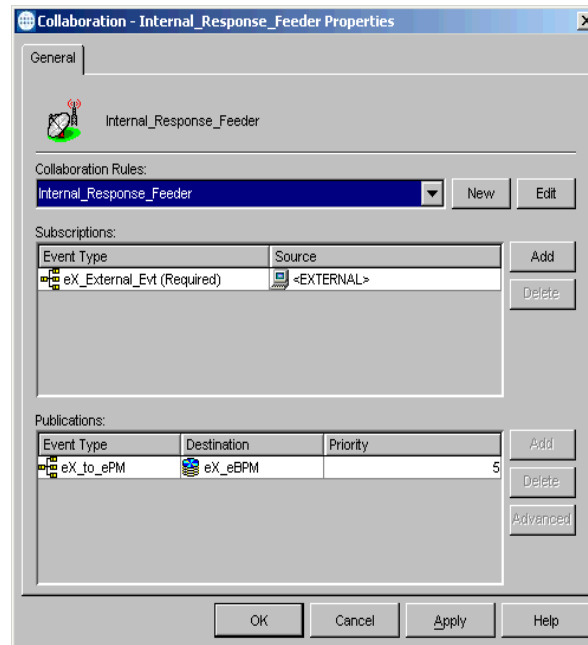 Collaboration - Internal_Response_Feeder Properties
General
Internal_Response_Feeder
Collaboration Rules:
Internal_Response_Feeder New Edit
Subscriptions:
Event Type Source Add
eX_External_Evt (Required) <EXTERNAL>
Delete
Publications:
Event Type Destination Priority Add
eX_to_ePM eX_eBPM 5
Delete
Advanced
OK Cancel Apply Help